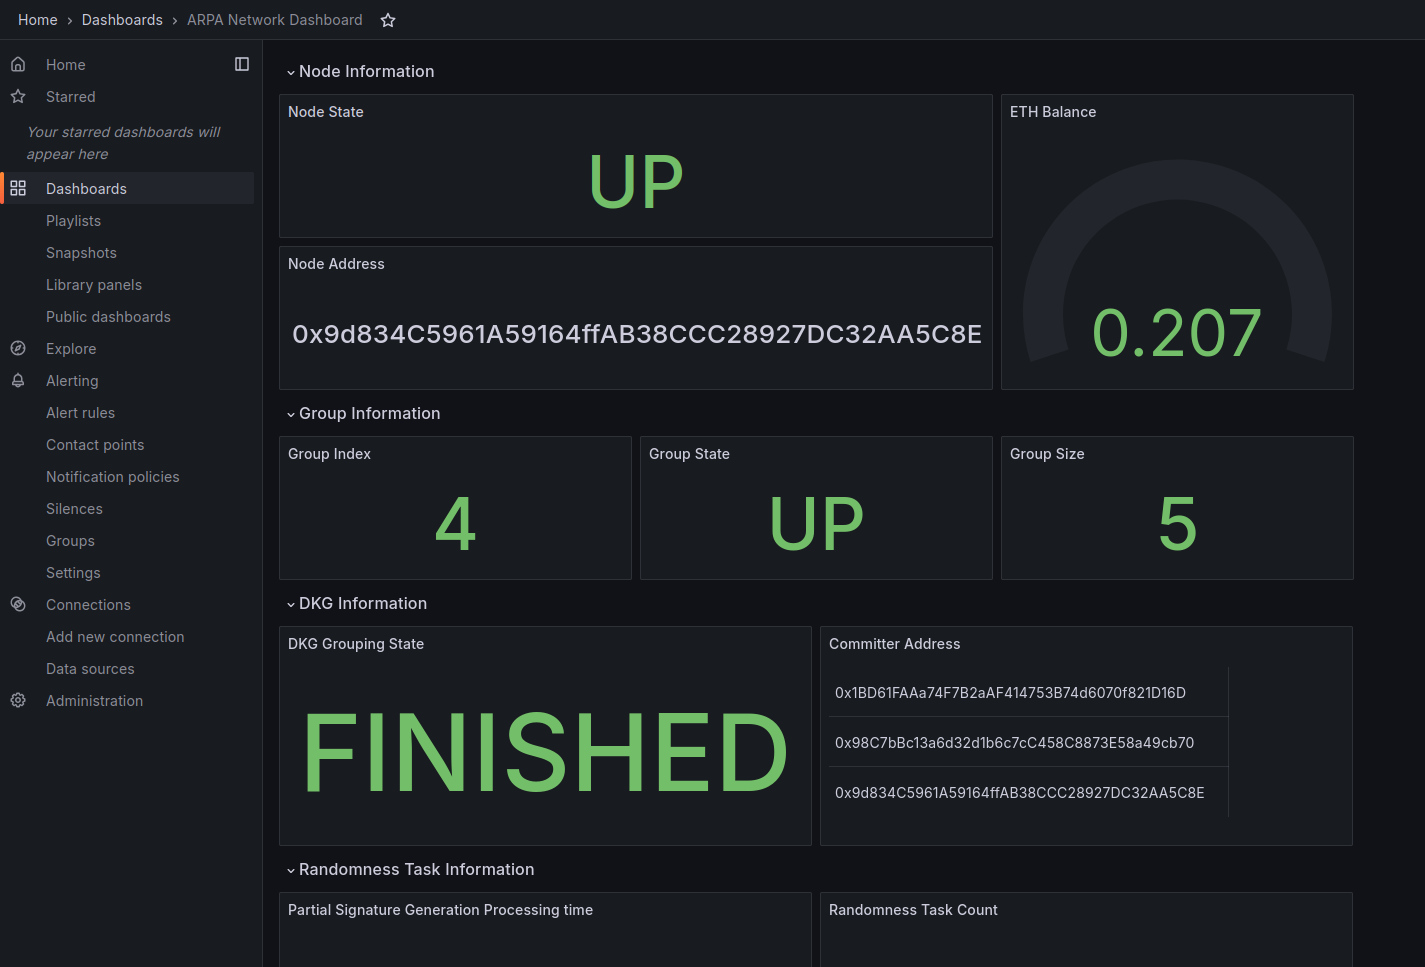 Home › Dashboards › ARPA Network Dashboard
Home
Starred
Your starred dashboards will
appear here
Dashboards
Playlists
Snapshots
Library panels
Public dashboards
Explore
Alerting
Alert rules
Contact points
Notification policies
Silences
Groups
Settings
Connections
Add new connection
Data sources
Administration
Node Information
Node State
UP
ETH Balance
0.207
Node Address
0x9d834C5961A59164ffAB38CCC28927DC32AA5C8E
Group Information
Group Index
4
Group State
UP
Group Size
5
DKG Information
DKG Grouping State
FINISHED
Committer Address
0x1BD61FAAa74F7B2aAF414753B74d6070f821D16D
0x98C7bBc13a6d32d1b6c7cC458C8873E58a49cb70
0x9d834C5961A59164ffAB38CCC28927DC32AA5C8E
Randomness Task Information
Partial Signature Generation Processing time
Randomness Task Count